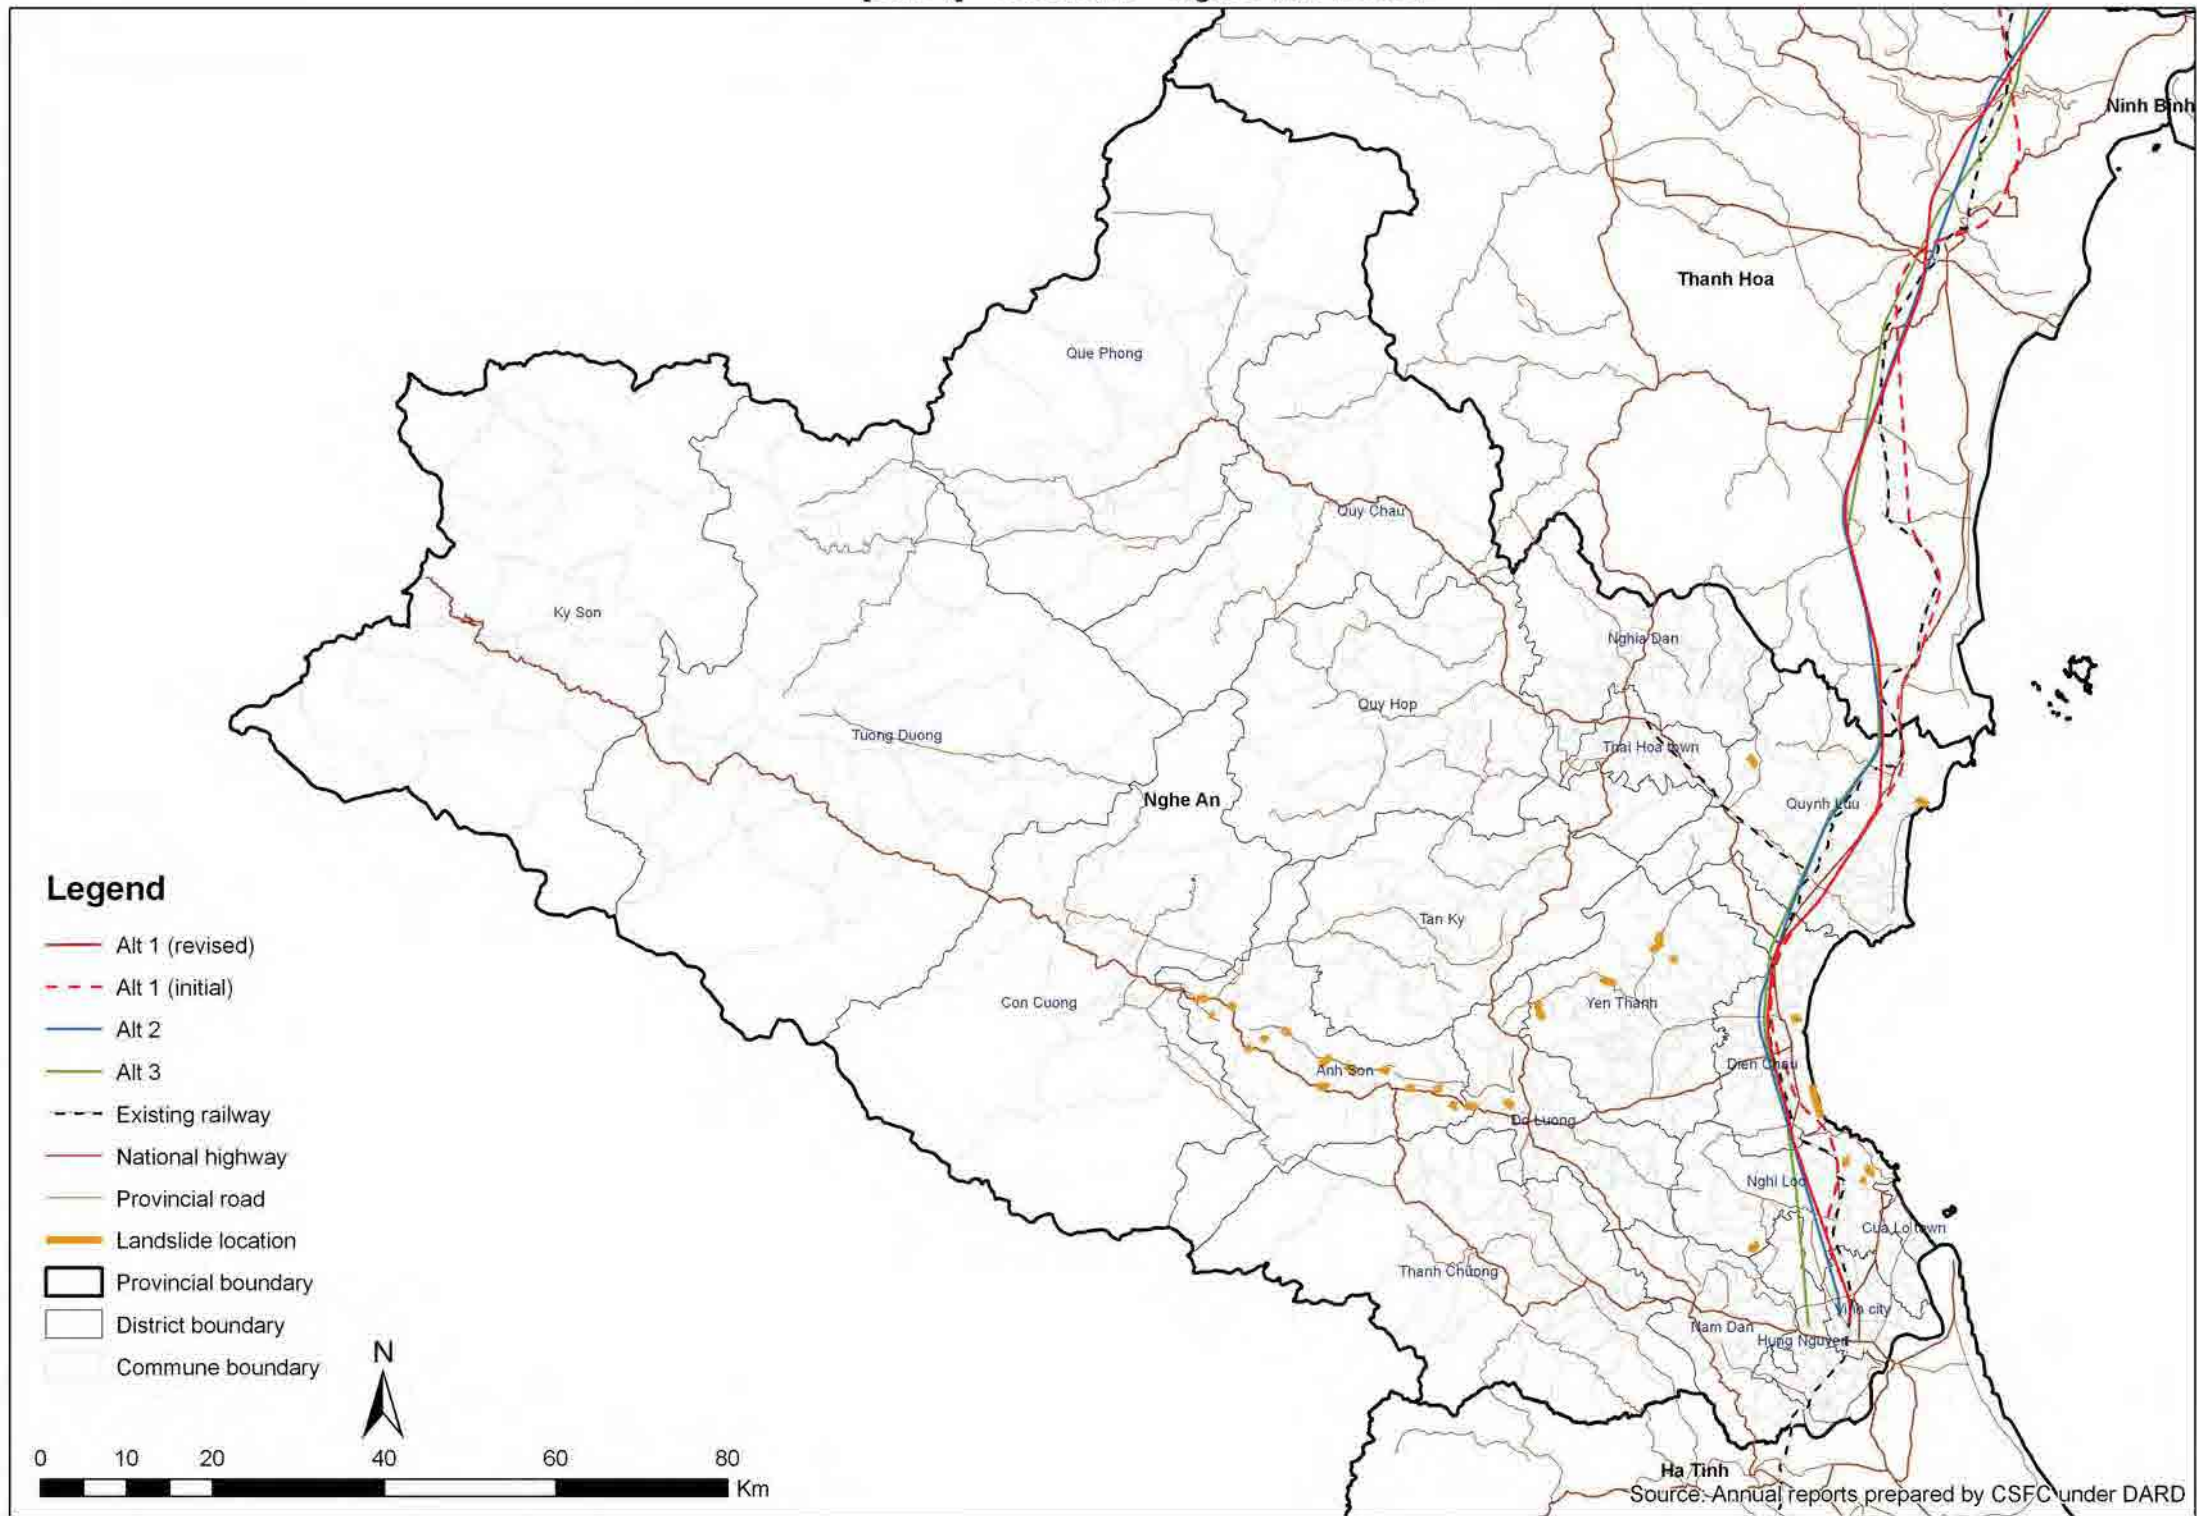 Ninh Binh
Thanh Hoa
Que Phong
Quy Chau
Ky Son
Nghia Dan
Quy Hop
Tuong Duong
Thai Hoa town
Nghe An
Quynh Luu
Legend
Alt 1 (revised)
Alt 1 (initial)
Alt 2
Alt 3
Existing railway
National highway
Provincial road
Landslide location
Provincial boundary
District boundary
Commune boundary
Tan Ky
Con Cuong
Yen Thanh
Dien Chau
Anh Son
Do Luong
Nghi Loc
Cua Lo town
Thanh Chuong
Vinh city
Nam Dan
Hung Nguyen
N
0 10 20 40 60 80
Km
Ha Tinh
Source: Annual reports prepared by CSFC under DARD